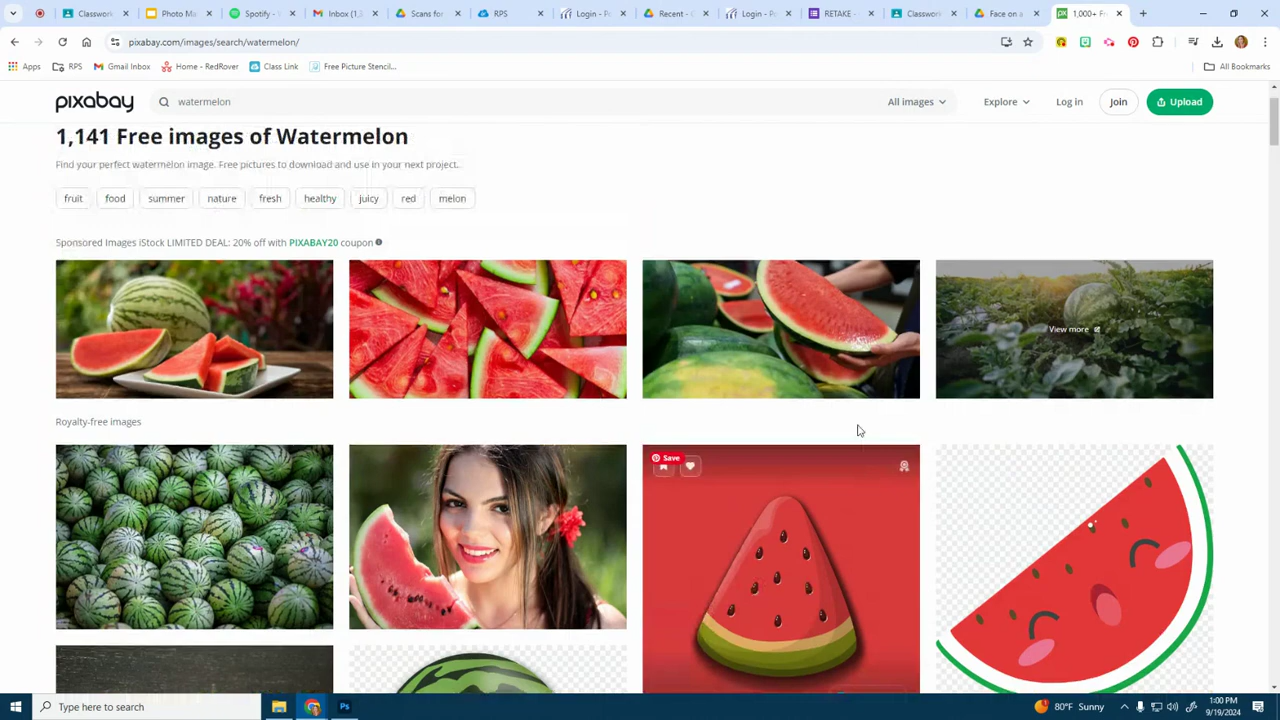 Classwork
Photo Ma
Spotify -
Inbox (1,3
Scans for
RPS
Login - Po
Recent - G
Login - Po
RETAKE -
Classwork
Face on a
1,000+ Fr
pixabay.com/images/search/watermelon/
Apps
RPS
Gmail Inbox
Home - RedRover
Class Link
Free Picture Stencil...
All Bookmarks
pixabay
watermelon
All images
Explore
Log in
Join
Upload
1,141 Free images of Watermelon
Find your perfect watermelon image. Free pictures to download and use in your next project.
fruit
food
summer
nature
fresh
healthy
juicy
red
melon
Sponsored Images iStock LIMITED DEAL: 20% off with PIXABAY20 coupon
View more
Royalty-free images
Save
Type here to search
Ps
80°F Sunny
1:00 PM
9/19/2024